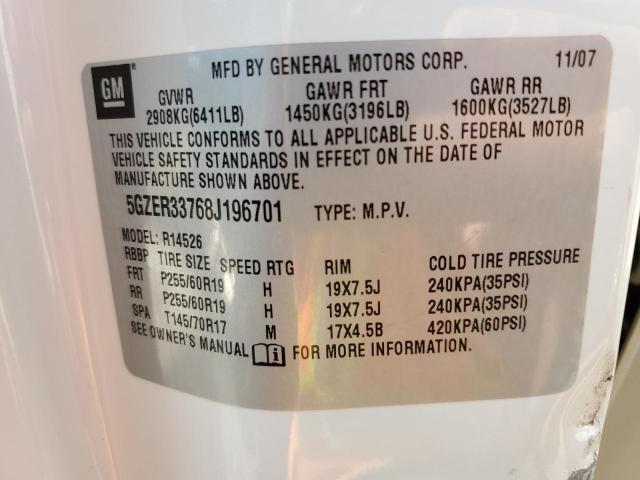 GM
MFD BY GENERAL MOTORS CORP. 11/07
GVWR GAWR FRT GAWR RR
2908KG(6411LB) 1450KG(3196LB) 1600KG(3527LB)
THIS VEHICLE CONFORMS TO ALL APPLICABLE U.S. FEDERAL MOTOR
VEHICLE SAFETY STANDARDS IN EFFECT ON THE DATE OF
MANUFACTURE SHOWN ABOVE.
5GZER33768J196701 TYPE: M.P.V.
MODEL: R14526
RBBP TIRE SIZE SPEED RTG RIM COLD TIRE PRESSURE
FRT P255/60R19 H 19X7.5J 240KPA(35PSI)
RR P255/60R19 H 19X7.5J 240KPA(35PSI)
SPA T145/70R17 M 17X4.5B 420KPA(60PSI)
SEE OWNER'S MANUAL i FOR MORE INFORMATION.